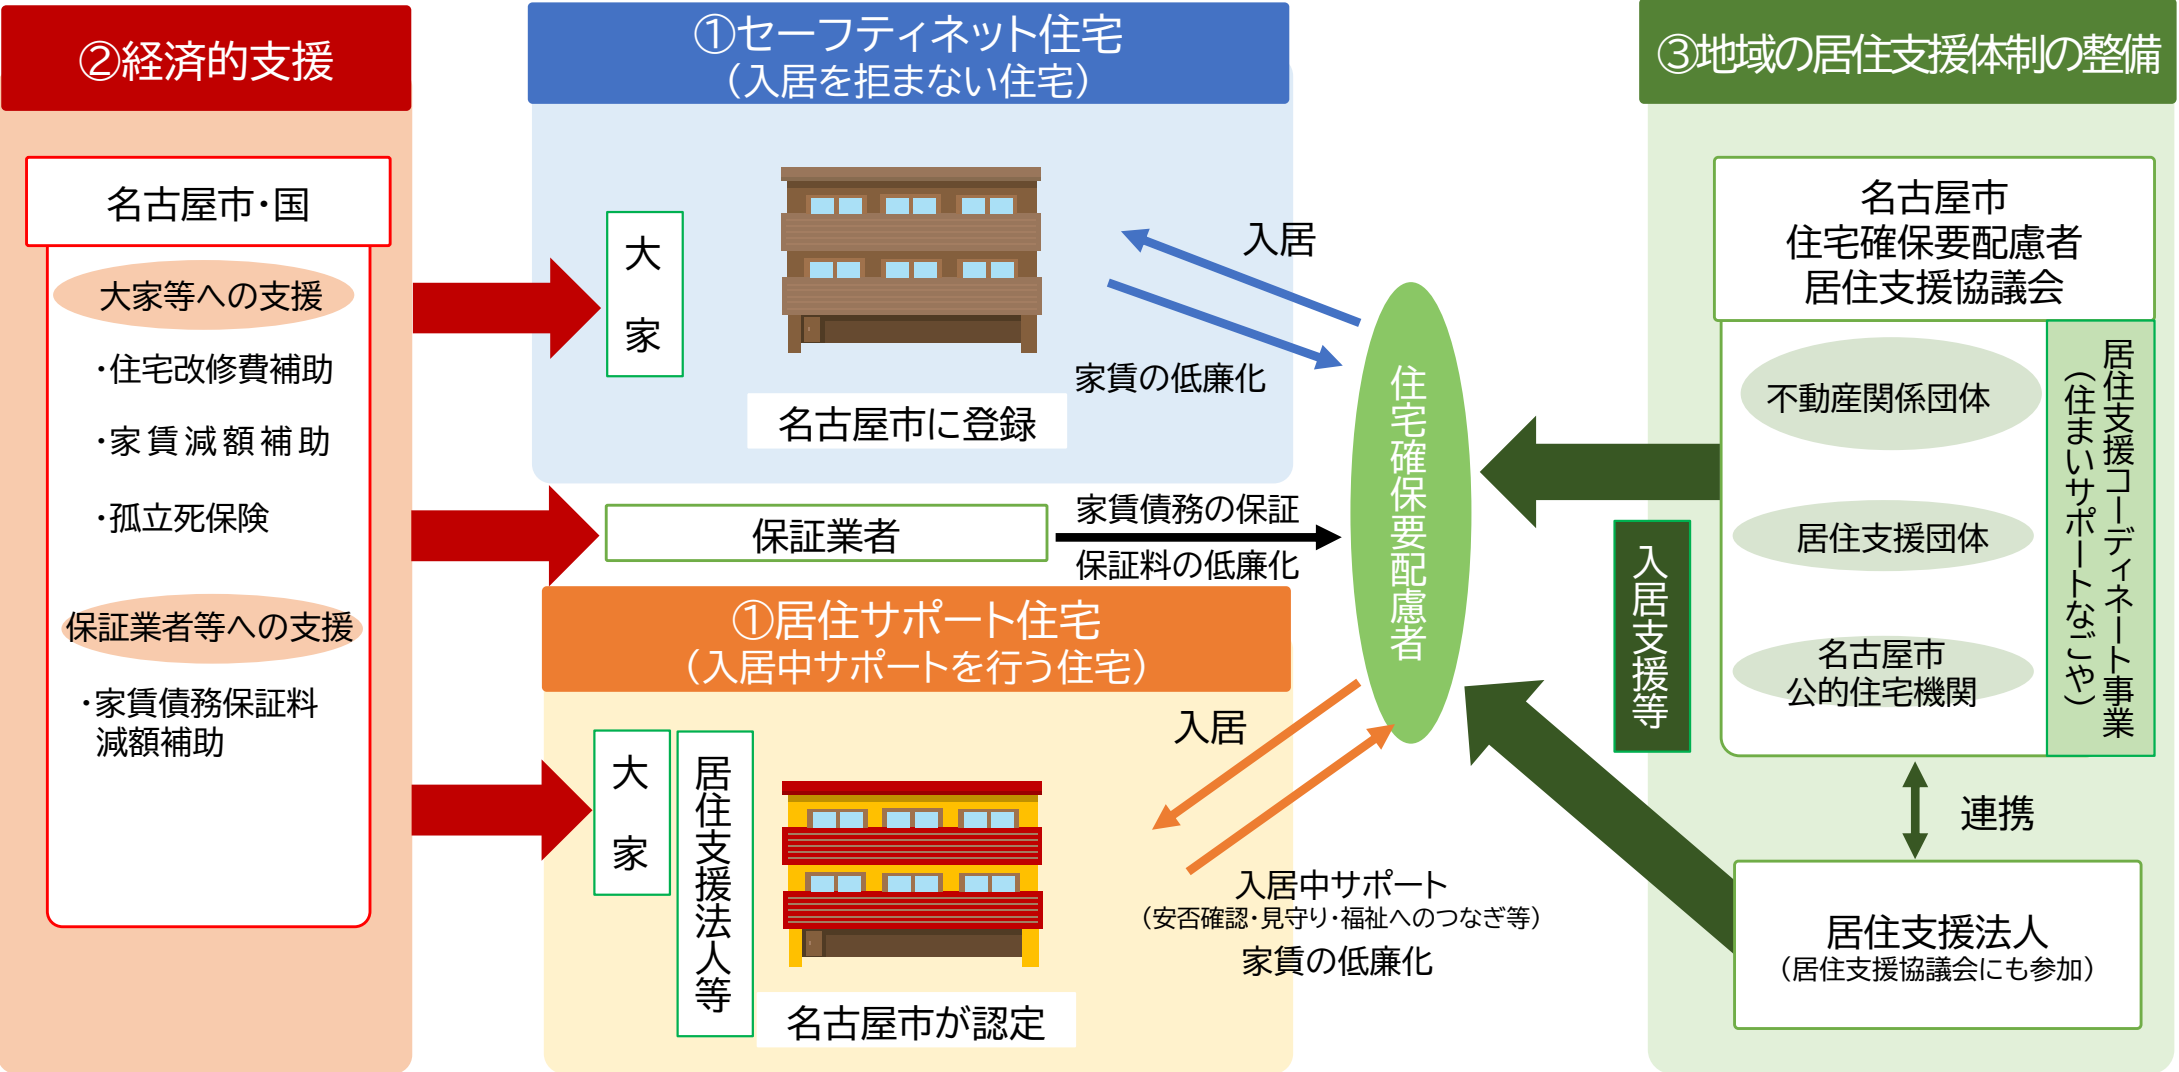 ②経済的支援
名古屋市・国
大家等への支援
・住宅改修費補助
・家賃減額補助
・孤立死保険
保証業者等への支援
・家賃債務保証料
減額補助
①セーフティネット住宅
（入居を拒まない住宅）
大家
名古屋市に登録
入居
家賃の低廉化
保証業者
家賃債務の保証
保証料の低廉化
①居住サポート住宅
（入居中サポートを行う住宅）
大家
居住支援法人等
名古屋市が認定
入居
入居中サポート
（安否確認・見守り・福祉へのつなぎ等）
家賃の低廉化
住宅確保要配慮者
③地域の居住支援体制の整備
名古屋市
住宅確保要配慮者
居住支援協議会
不動産関係団体
居住支援団体
名古屋市
公的住宅機関
居住支援コーディネート事業
（住まいサポートなごや）
入居支援等
連携
居住支援法人
（居住支援協議会にも参加）